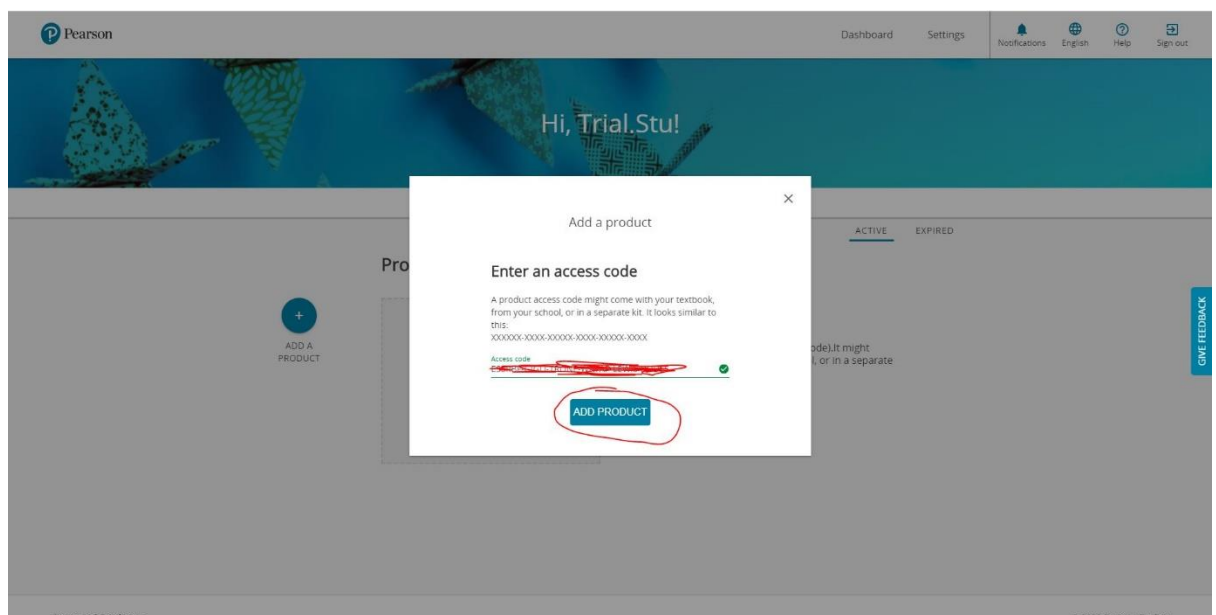 Pearson
Dashboard
Settings
Notifications
English
Help
Sign out
Hi, Trial.Stu!
Add a product
ACTIVE
EXPIRED
Pro
Enter an access code
A product access code might come with your textbook,
from your school, or in a separate kit. It looks similar to
this:
XXXXXX-XXXX-XXXXX-XXXX-XXXXX-XXXX
+
ADD A
PRODUCT
ode).It might
l, or in a separate
Access code
ADD PRODUCT
GIVE FEEDBACK